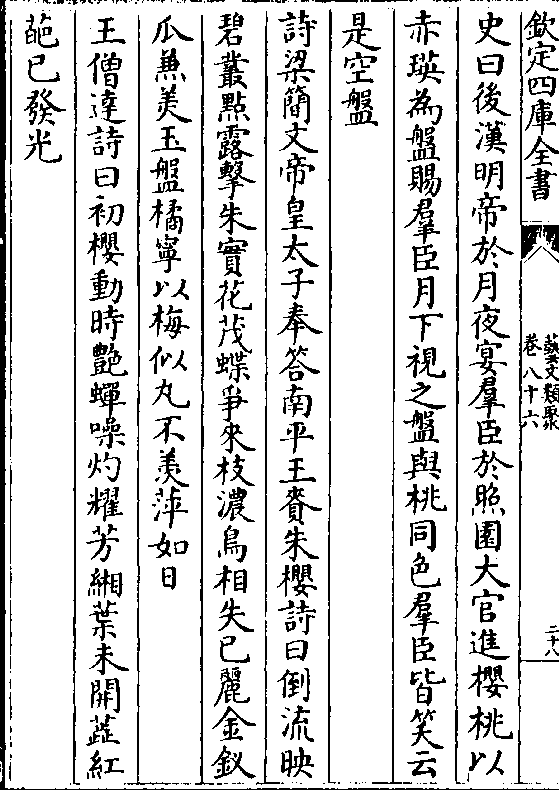 欽定四庫全書
藝文類聚
卷八十六
二十八
史曰後漢明帝於月夜宴羣臣於照園大官進櫻桃以
赤瑛為盤賜羣臣月下視之盤與桃同色羣臣皆笑云
是空盤
詩梁簡文帝皇太子奉答南平王賚朱櫻詩曰倒流映
碧叢點露擎朱實花茂蝶爭來枝濃鳥相失已麗金釵
瓜兼美玉盤橘寧以梅似丸不羡萍如日
王僧達詩曰初櫻動時艷蟬噪灼耀芳緗葉未開蘂紅
葩已發光